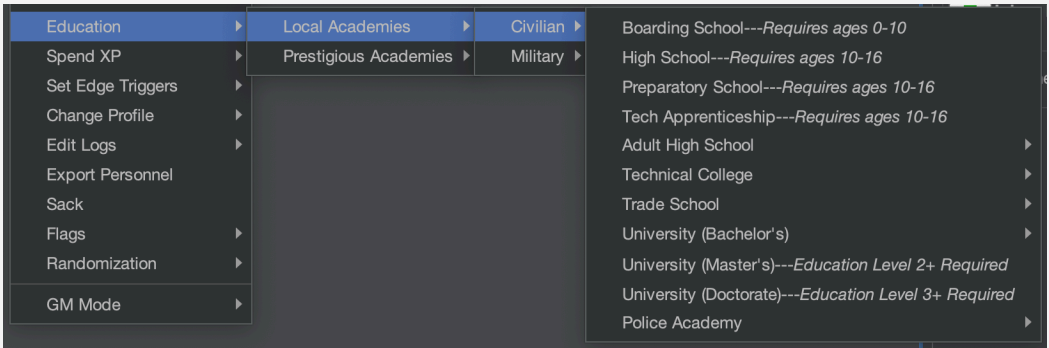 Education
Spend XP
Set Edge Triggers
Change Profile
Edit Logs
Export Personnel
Sack
Flags
Randomization
GM Mode
Local Academies
Prestigious Academies
Civilian
Military
Boarding School---Requires ages 0-10
High School---Requires ages 10-16
Preparatory School---Requires ages 10-16
Tech Apprenticeship---Requires ages 10-16
Adult High School
Technical College
Trade School
University (Bachelor's)
University (Master's)---Education Level 2+ Required
University (Doctorate)---Education Level 3+ Required
Police Academy